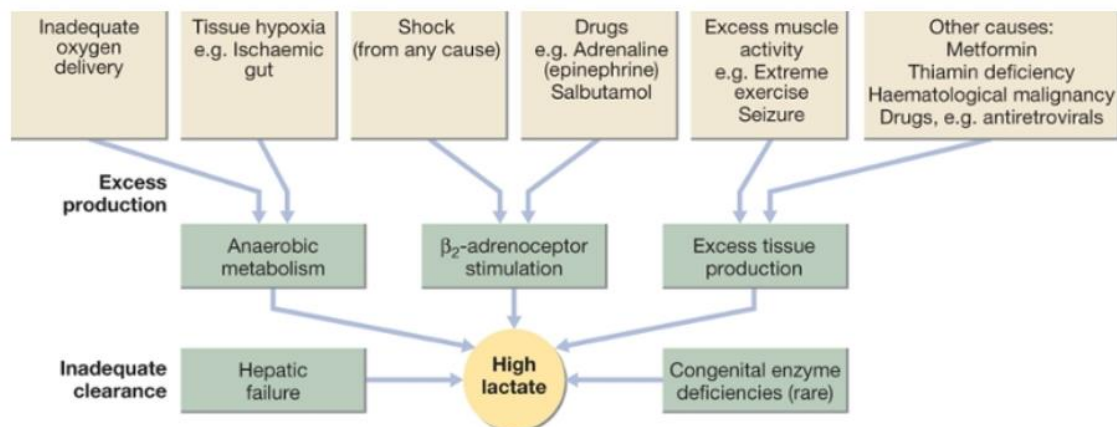 Inadequate
oxygen
delivery
Tissue hypoxia
e.g. Ischaemic
gut
Shock
(from any cause)
Drugs
e.g. Adrenaline
(epinephrine)
Salbutamol
Excess muscle
activity
e.g. Extreme
exercise
Seizure
Other causes:
Metformin
Thiamin deficiency
Haematological malignancy
Drugs, e.g. antiretrovirals
Excess
production
Anaerobic
metabolism
β₂-adrenoceptor
stimulation
Excess tissue
production
Inadequate
clearance
Hepatic
failure
High
lactate
Congenital enzyme
deficiencies (rare)